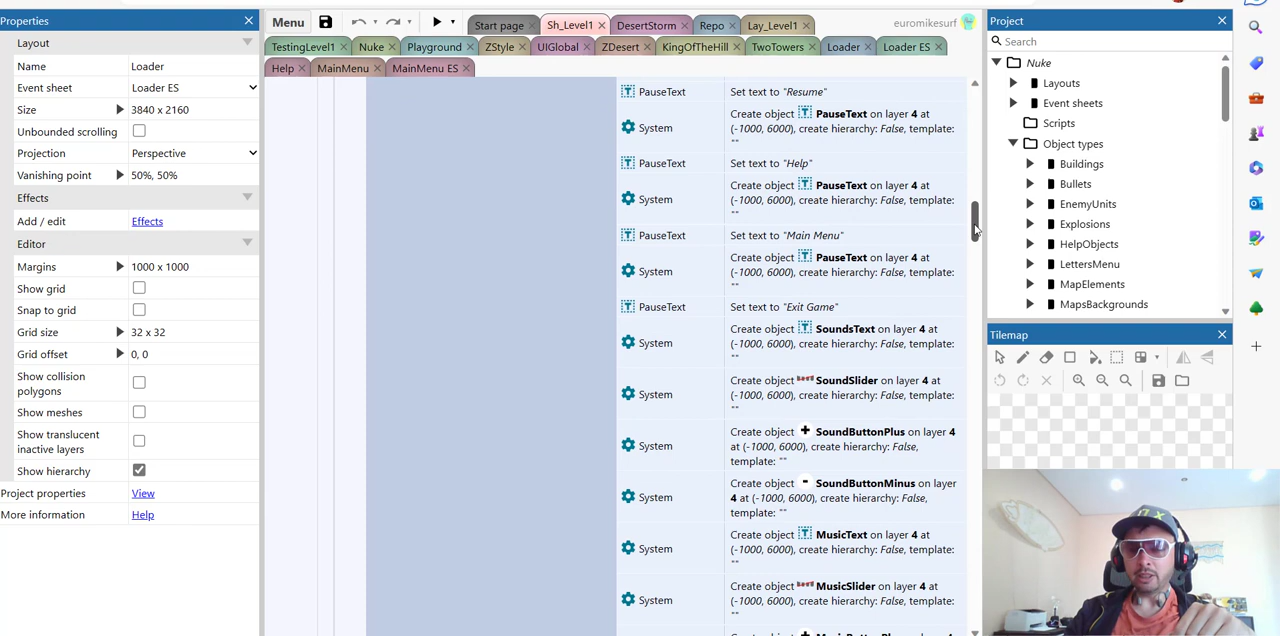 Properties
Layout
Name Loader
Event sheet Loader ES
Size 3840 x 2160
Unbounded scrolling
Projection Perspective
Vanishing point 50%, 50%
Effects
Add / edit Effects
Editor
Margins 1000 x 1000
Show grid
Snap to grid
Grid size 32 x 32
Grid offset 0, 0
Show collision
polygons
Show meshes
Show translucent
inactive layers
Show hierarchy
Project properties View
More information Help
Menu
Start page Sh_Level1 DesertStorm Repo Lay_Level1
TestingLevel1 Nuke Playground ZStyle UIGlobal ZDesert KingOfTheHill TwoTowers Loader Loader ES
Help MainMenu MainMenu ES
PauseText Set text to "Resume"
System Create object PauseText on layer 4 at
(-1000, 6000), create hierarchy: False, template:
""
PauseText Set text to "Help"
System Create object PauseText on layer 4 at
(-1000, 6000), create hierarchy: False, template:
""
PauseText Set text to "Main Menu"
System Create object PauseText on layer 4 at
(-1000, 6000), create hierarchy: False, template:
""
PauseText Set text to "Exit Game"
System Create object SoundsText on layer 4 at
(-1000, 6000), create hierarchy: False, template:
""
System Create object SoundSlider on layer 4 at
(-1000, 6000), create hierarchy: False, template:
""
System Create object SoundButtonPlus on layer 4
at (-1000, 6000), create hierarchy: False,
template: ""
System Create object SoundButtonMinus on layer
4 at (-1000, 6000), create hierarchy: False,
template: ""
System Create object MusicText on layer 4 at
(-1000, 6000), create hierarchy: False, template:
""
System Create object MusicSlider on layer 4 at
(-1000, 6000), create hierarchy: False, template:
""
euromikesurf
Project
Search
Nuke
Layouts
Event sheets
Scripts
Object types
Buildings
Bullets
EnemyUnits
Explosions
HelpObjects
LettersMenu
MapElements
MapsBackgrounds
Tilemap